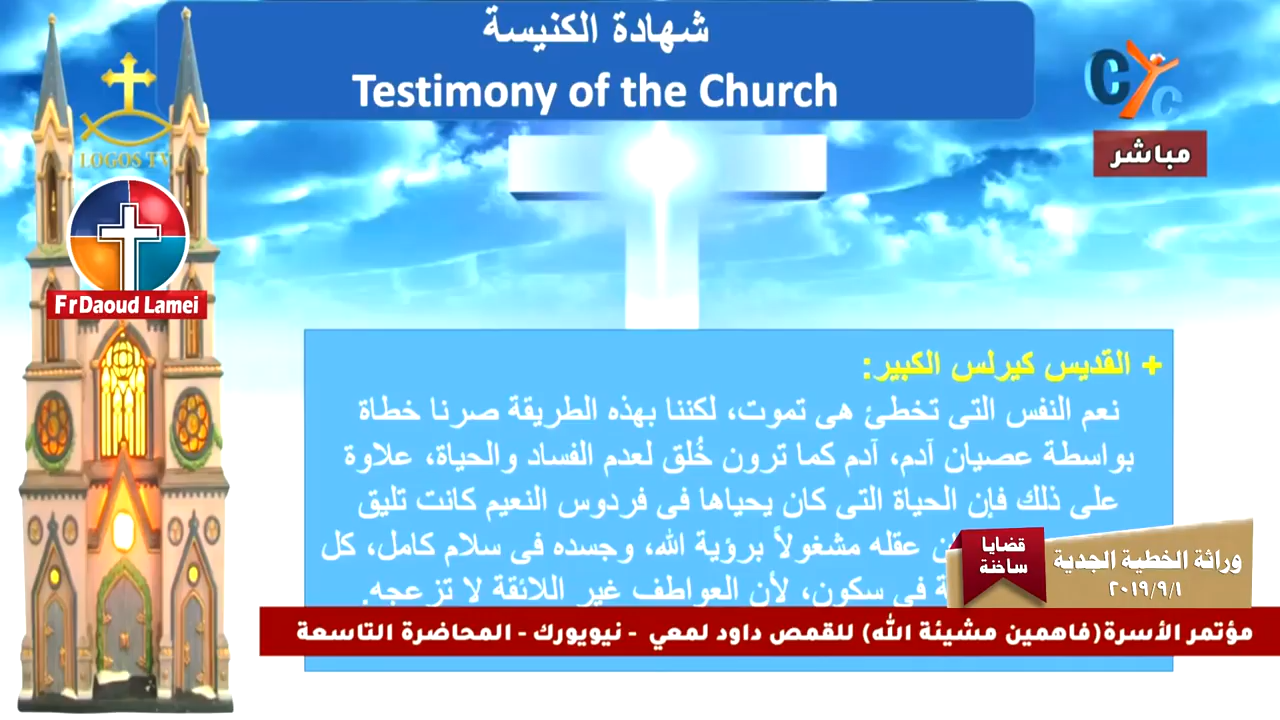 شهادة الكنيسة
Testimony of the Church
CYC
مباشر
LOGOS TV
Fr Daoud Lamei
+ القديس كيرلس الكبير:
نعم النفس التى تخطئ هى تموت، لكننا بهذه الطريقة صرنا خطاة
بواسطة عصيان آدم، آدم كما ترون خُلق لعدم الفساد والحياة، علاوة
على ذلك فإن الحياة التى كان يحياها فى فردوس النعيم كانت تليق
عقله مشغولاً برؤية الله، وجسده فى سلام كامل، كل
فى سكون، لأن العواطف غير اللائقة لا تزعجه.
قضايا
ساخنة
وراثة الخطية الجدية
٢٠١٩/٩/١
مؤتمر الأسرة(فاهمين مشيئة الله) للقمص داود لمعي - نيويورك - المحاضرة التاسعة